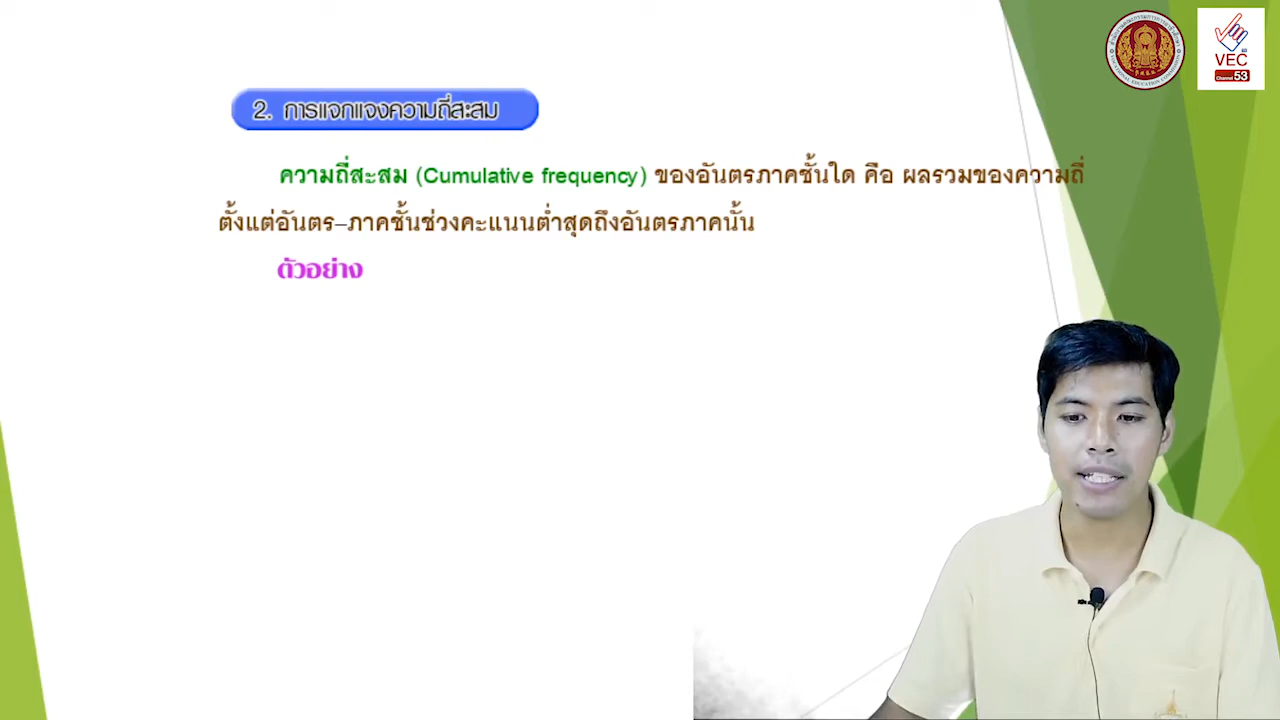 VEC
Channel 53
2. การแจกแจงความถี่สะสม
ความถี่สะสม (Cumulative frequency) ของอันตรภาคชั้นใด คือ ผลรวมของความถี่
ตั้งแต่อันตร–ภาคชั้นช่วงคะแนนต่ำสุดถึงอันตรภาคนั้น
ตัวอย่าง